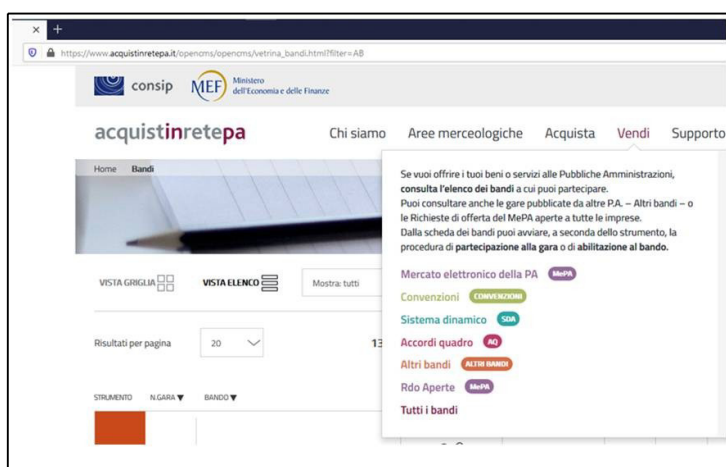 × +
https://www.acquistinretepa.it/opencms/opencms/vetrina_bandi.html?filter=AB
consip MEF Ministero
dell'Economia e delle Finanze
acquistinretepa Chi siamo Aree merceologiche Acquista Vendi Supporto
Home Bandi
Se vuoi offrire i tuoi beni o servizi alle Pubbliche Amministrazioni,
consulta l'elenco dei bandi a cui puoi partecipare.
Puoi consultare anche le gare pubblicate da altre P.A. – Altri bandi – o
le Richieste di offerta del MePA aperte a tutte le imprese.
Dalla scheda dei bandi puoi avviare, a seconda dello strumento, la
procedura di partecipazione alla gara o di abilitazione al bando.
Mercato elettronico della PA MePA
Convenzioni CONVENZIONI
Sistema dinamico SDA
Accordi quadro AQ
Altri bandi ALTRI BANDI
Rdo Aperte MePA
Tutti i bandi
VISTA GRIGLIA VISTA ELENCO Mostra: tutti
Risultati per pagina 20 13
STRUMENTO N.GARA▼ BANDO▼